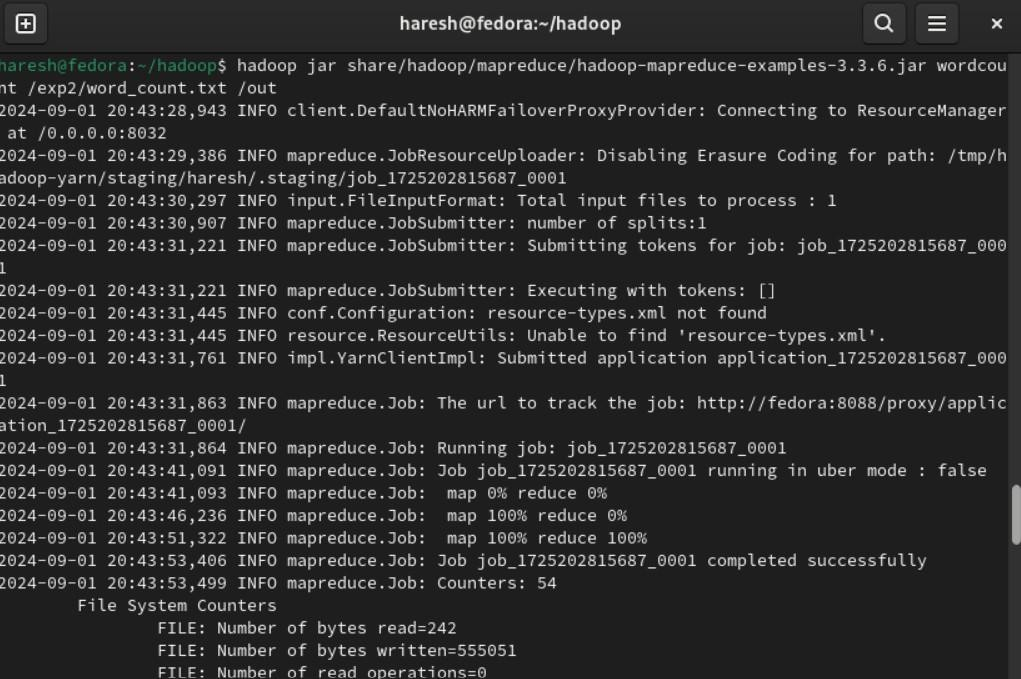 haresh@fedora:~/hadoop
haresh@fedora:~/hadoop$ hadoop jar share/hadoop/mapreduce/hadoop-mapreduce-examples-3.3.6.jar wordcou
nt /exp2/word_count.txt /out
2024-09-01 20:43:28,943 INFO client.DefaultNoHARMFailoverProxyProvider: Connecting to ResourceManager
at /0.0.0.0:8032
2024-09-01 20:43:29,386 INFO mapreduce.JobResourceUploader: Disabling Erasure Coding for path: /tmp/h
adoop-yarn/staging/haresh/.staging/job_1725202815687_0001
2024-09-01 20:43:30,297 INFO input.FileInputFormat: Total input files to process : 1
2024-09-01 20:43:30,907 INFO mapreduce.JobSubmitter: number of splits:1
2024-09-01 20:43:31,221 INFO mapreduce.JobSubmitter: Submitting tokens for job: job_1725202815687_000
1
2024-09-01 20:43:31,221 INFO mapreduce.JobSubmitter: Executing with tokens: []
2024-09-01 20:43:31,445 INFO conf.Configuration: resource-types.xml not found
2024-09-01 20:43:31,445 INFO resource.ResourceUtils: Unable to find 'resource-types.xml'.
2024-09-01 20:43:31,761 INFO impl.YarnClientImpl: Submitted application application_1725202815687_000
1
2024-09-01 20:43:31,863 INFO mapreduce.Job: The url to track the job: http://fedora:8088/proxy/applic
ation_1725202815687_0001/
2024-09-01 20:43:31,864 INFO mapreduce.Job: Running job: job_1725202815687_0001
2024-09-01 20:43:41,091 INFO mapreduce.Job: Job job_1725202815687_0001 running in uber mode : false
2024-09-01 20:43:41,093 INFO mapreduce.Job:  map 0% reduce 0%
2024-09-01 20:43:46,236 INFO mapreduce.Job:  map 100% reduce 0%
2024-09-01 20:43:51,322 INFO mapreduce.Job:  map 100% reduce 100%
2024-09-01 20:43:53,406 INFO mapreduce.Job: Job job_1725202815687_0001 completed successfully
2024-09-01 20:43:53,499 INFO mapreduce.Job: Counters: 54
File System Counters
FILE: Number of bytes read=242
FILE: Number of bytes written=555051
FILE: Number of read operations=0